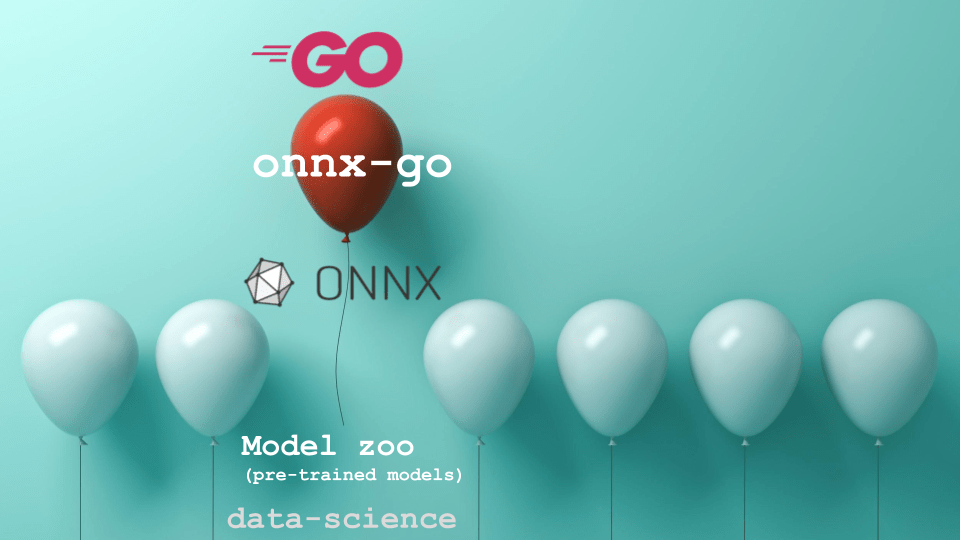 GO
onnx-go
ONNX
Model zoo
(pre-trained models)
data-science